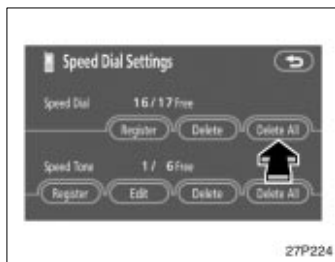 Speed Dial Settings
Speed Dial 16/17 Free
Register Delete Delete All
Speed Tone 1/ 6 Free
Register Edit Delete Delete All
27P224